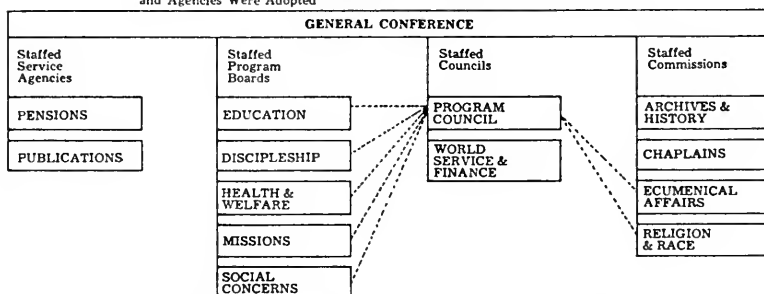 and Agencies Were Adopted
GENERAL CONFERENCE
Staffed
Service
Agencies
PENSIONS
PUBLICATIONS
Staffed
Program
Boards
EDUCATION
DISCIPLESHIP
HEALTH &
WELFARE
MISSIONS
SOCIAL
CONCERNS
Staffed
Councils
PROGRAM
COUNCIL
WORLD
SERVICE &
FINANCE
Staffed
Commissions
ARCHIVES &
HISTORY
CHAPLAINS
ECUMENICAL
AFFAIRS
RELIGION
& RACE